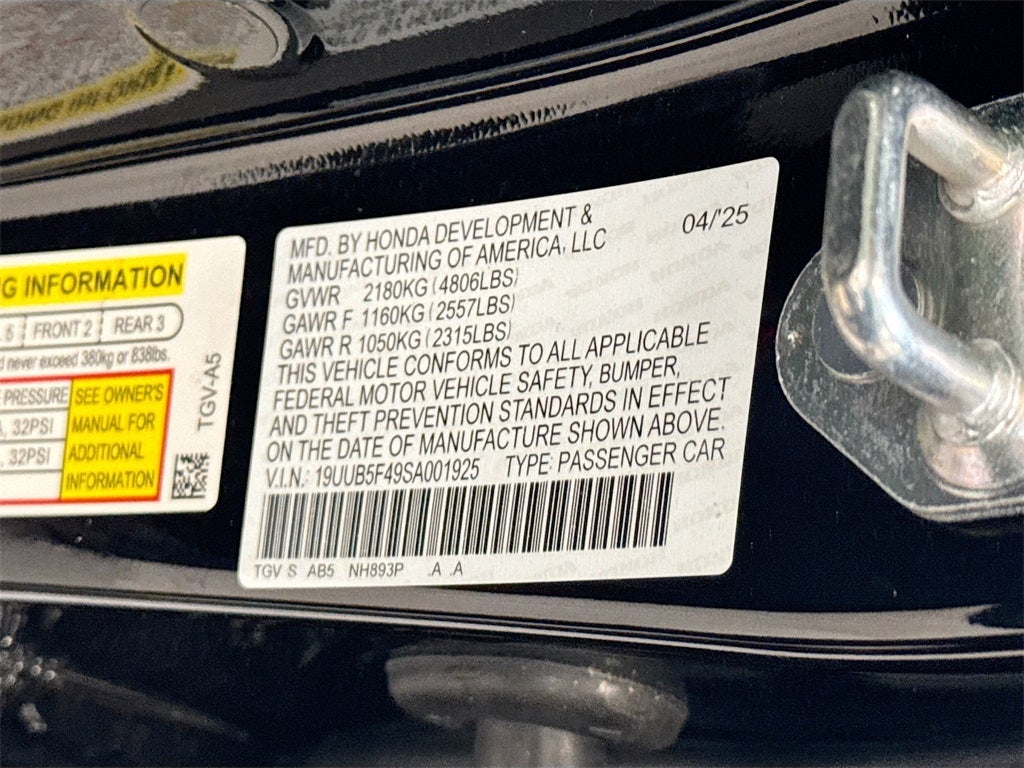 NG INFORMATION
6 FRONT 2 REAR 3
never exceed 380kg or 838lbs.
PRESSURE SEE OWNER'S
32PSI MANUAL FOR
32PSI ADDITIONAL
INFORMATION
TGV-A5
MFD. BY HONDA DEVELOPMENT & 04/'25
MANUFACTURING OF AMERICA, LLC
GVWR 2180KG (4806LBS)
GAWR F 1160KG (2557LBS)
GAWR R 1050KG (2315LBS)
THIS VEHICLE CONFORMS TO ALL APPLICABLE
FEDERAL MOTOR VEHICLE SAFETY, BUMPER,
AND THEFT PREVENTION STANDARDS IN EFFECT
ON THE DATE OF MANUFACTURE SHOWN ABOVE.
V.I.N.: 19UUB5F49SA001925 TYPE: PASSENGER CAR
TGV S AB5 NH893P .A .A